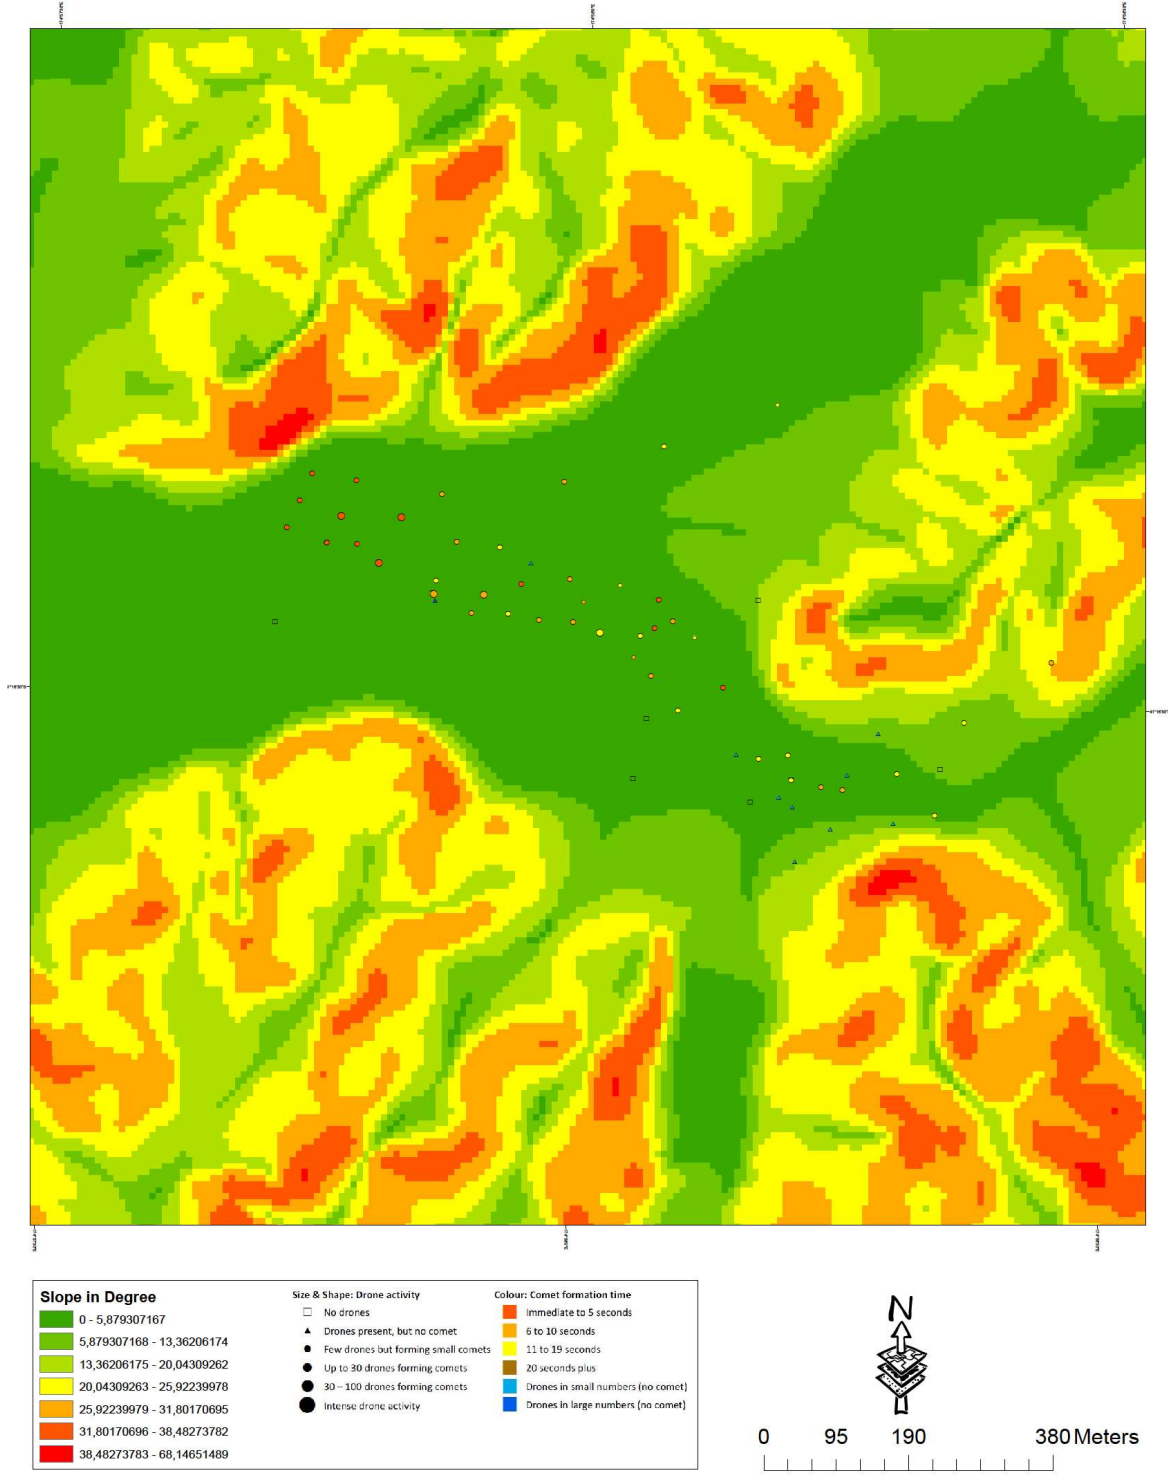 Slope in Degree
0 - 5,879307167
5,879307168 - 13,36206174
13,36206175 - 20,04309262
20,04309263 - 25,92239978
25,92239979 - 31,80170695
31,80170696 - 38,48273782
38,48273783 - 68,14651489
Size & Shape: Drone activity
No drones
Drones present, but no comet
Few drones but forming small comets
Up to 30 drones forming comets
30 – 100 drones forming comets
Intense drone activity
Colour: Comet formation time
Immediate to 5 seconds
6 to 10 seconds
11 to 19 seconds
20 seconds plus
Drones in small numbers (no comet)
Drones in large numbers (no comet)
N
0 95 190 380 Meters